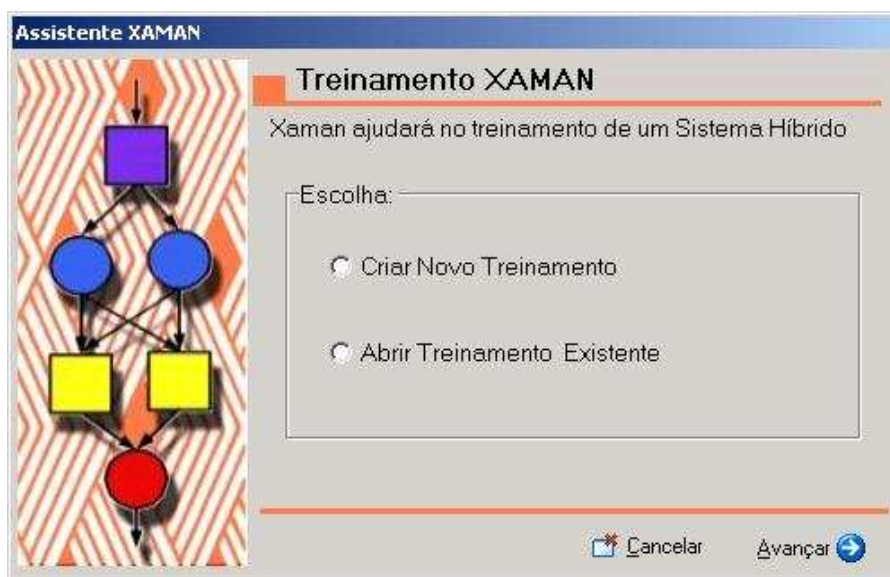 Assistente XAMAN
Treinamento XAMAN
Xaman ajudará no treinamento de um Sistema Híbrido
Escolha:
Criar Novo Treinamento
Abrir Treinamento Existente
Cancelar Avançar